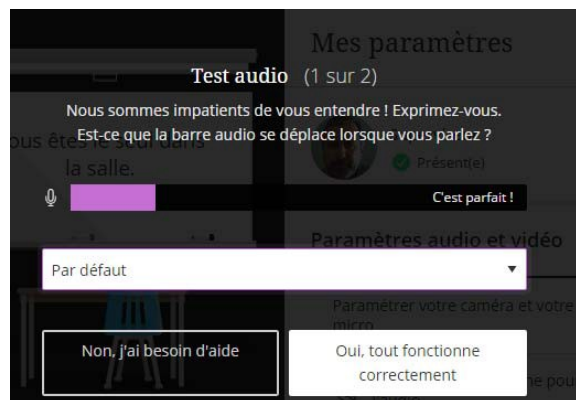 Mes paramètres
Test audio (1 sur 2)
Nous sommes impatients de vous entendre ! Exprimez-vous.
Est-ce que la barre audio se déplace lorsque vous parlez ?
la salle.
Présent(e)
C'est parfait !
Paramètres audio et vidéo
Par défaut
Paramétrer votre caméra et votre
micro
Non, j'ai besoin d'aide
Oui, tout fonctionne
correctement